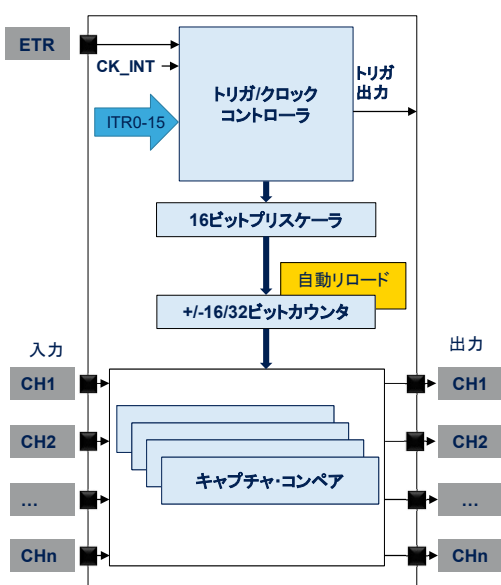 ETR
CK_INT
ITR0-15
トリガ/クロック
コントローラ
トリガ
出力
16ビットプリスケーラ
自動リロード
+/-16/32ビットカウンタ
入力
出力
CH1
CH1
CH2
CH2
キャプチャ・コンペア
...
...
CHn
CHn